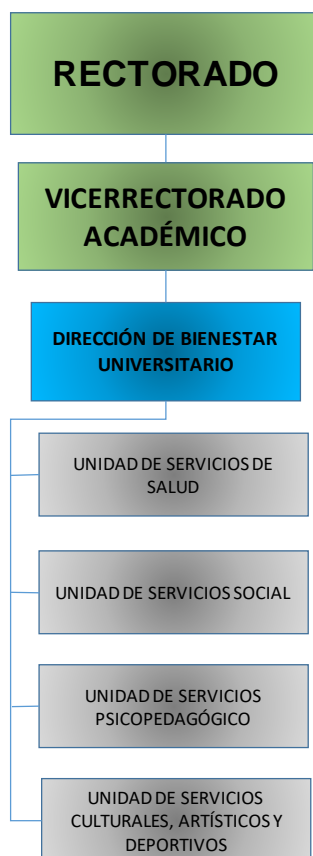 RECTORADO
VICERRECTORADO
ACADÉMICO
DIRECCIÓN DE BIENESTAR
UNIVERSITARIO
UNIDAD DE SERVICIOS DE
SALUD
UNIDAD DE SERVICIOS SOCIAL
UNIDAD DE SERVICIOS
PSICOPEDAGÓGICO
UNIDAD DE SERVICIOS
CULTURALES, ARTÍSTICOS Y
DEPORTIVOS